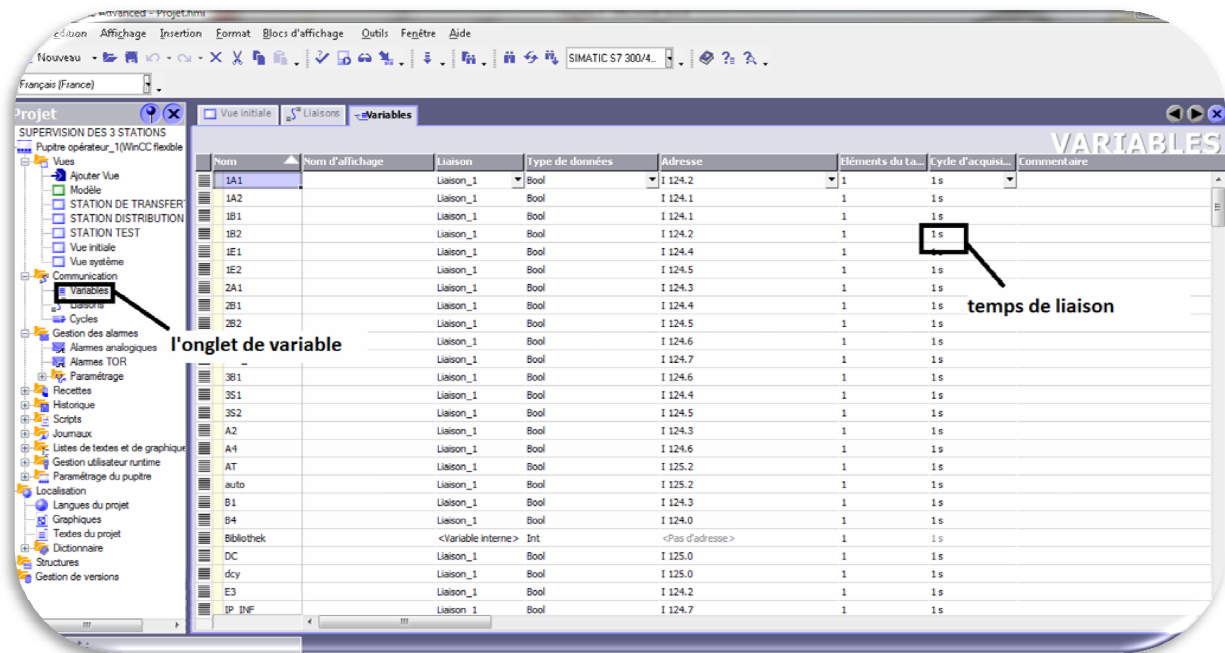 Advanced - Projet.hmi
Edition Affichage Insertion Format Blocs d'affichage Outils Fenêtre Aide
Nouveau SIMATIC S7 300/4...
Français (France)
Projet
SUPERVISION DES 3 STATIONS
Pupitre opérateur_1(WinCC flexible
Vues
Ajouter Vue
Modèle
STATION DE TRANSFERT
STATION DISTRIBUTION
STATION TEST
Vue initiale
Vue système
Communication
Variables
Liaisons
Cycles
Gestion des alarmes
Alarmes analogiques
Alarmes TOR
Paramétrage
Recettes
Historique
Scripts
Journaux
Listes de textes et de graphique
Gestion utilisateur runtime
Paramétrage du pupitre
Localisation
Langues du projet
Graphiques
Textes du projet
Dictionnaire
Structures
Gestion de versions
Vue initiale Liaisons Variables
VARIABLES
Nom Nom d'affichage Liaison Type de données Adresse Eléments du ta... Cycle d'acquisi... Commentaire
1A1 Liaison_1 Bool I 124.2 1 1 s
1A2 Liaison_1 Bool I 124.1 1 1 s
1B1 Liaison_1 Bool I 124.1 1 1 s
1B2 Liaison_1 Bool I 124.2 1 1 s
1E1 Liaison_1 Bool I 124.4 1 1 s
1E2 Liaison_1 Bool I 124.5 1 1 s
2A1 Liaison_1 Bool I 124.3 1 1 s
2B1 Liaison_1 Bool I 124.4 1 1 s
2B2 Liaison_1 Bool I 124.5 1 1 s
Liaison_1 Bool I 124.6 1 1 s
Liaison_1 Bool I 124.7 1 1 s
3B1 Liaison_1 Bool I 124.6 1 1 s
3S1 Liaison_1 Bool I 124.4 1 1 s
3S2 Liaison_1 Bool I 124.5 1 1 s
A2 Liaison_1 Bool I 124.3 1 1 s
A4 Liaison_1 Bool I 124.6 1 1 s
AT Liaison_1 Bool I 125.2 1 1 s
auto Liaison_1 Bool I 125.2 1 1 s
B1 Liaison_1 Bool I 124.3 1 1 s
B4 Liaison_1 Bool I 124.0 1 1 s
Bibliothek <Variable interne> Int <Pas d'adresse> 1 1 s
DC Liaison_1 Bool I 125.0 1 1 s
dcy Liaison_1 Bool I 125.0 1 1 s
E3 Liaison_1 Bool I 124.2 1 1 s
IP_INF Liaison_1 Bool I 124.7 1 1 s
temps de liaison
l'onglet de variable